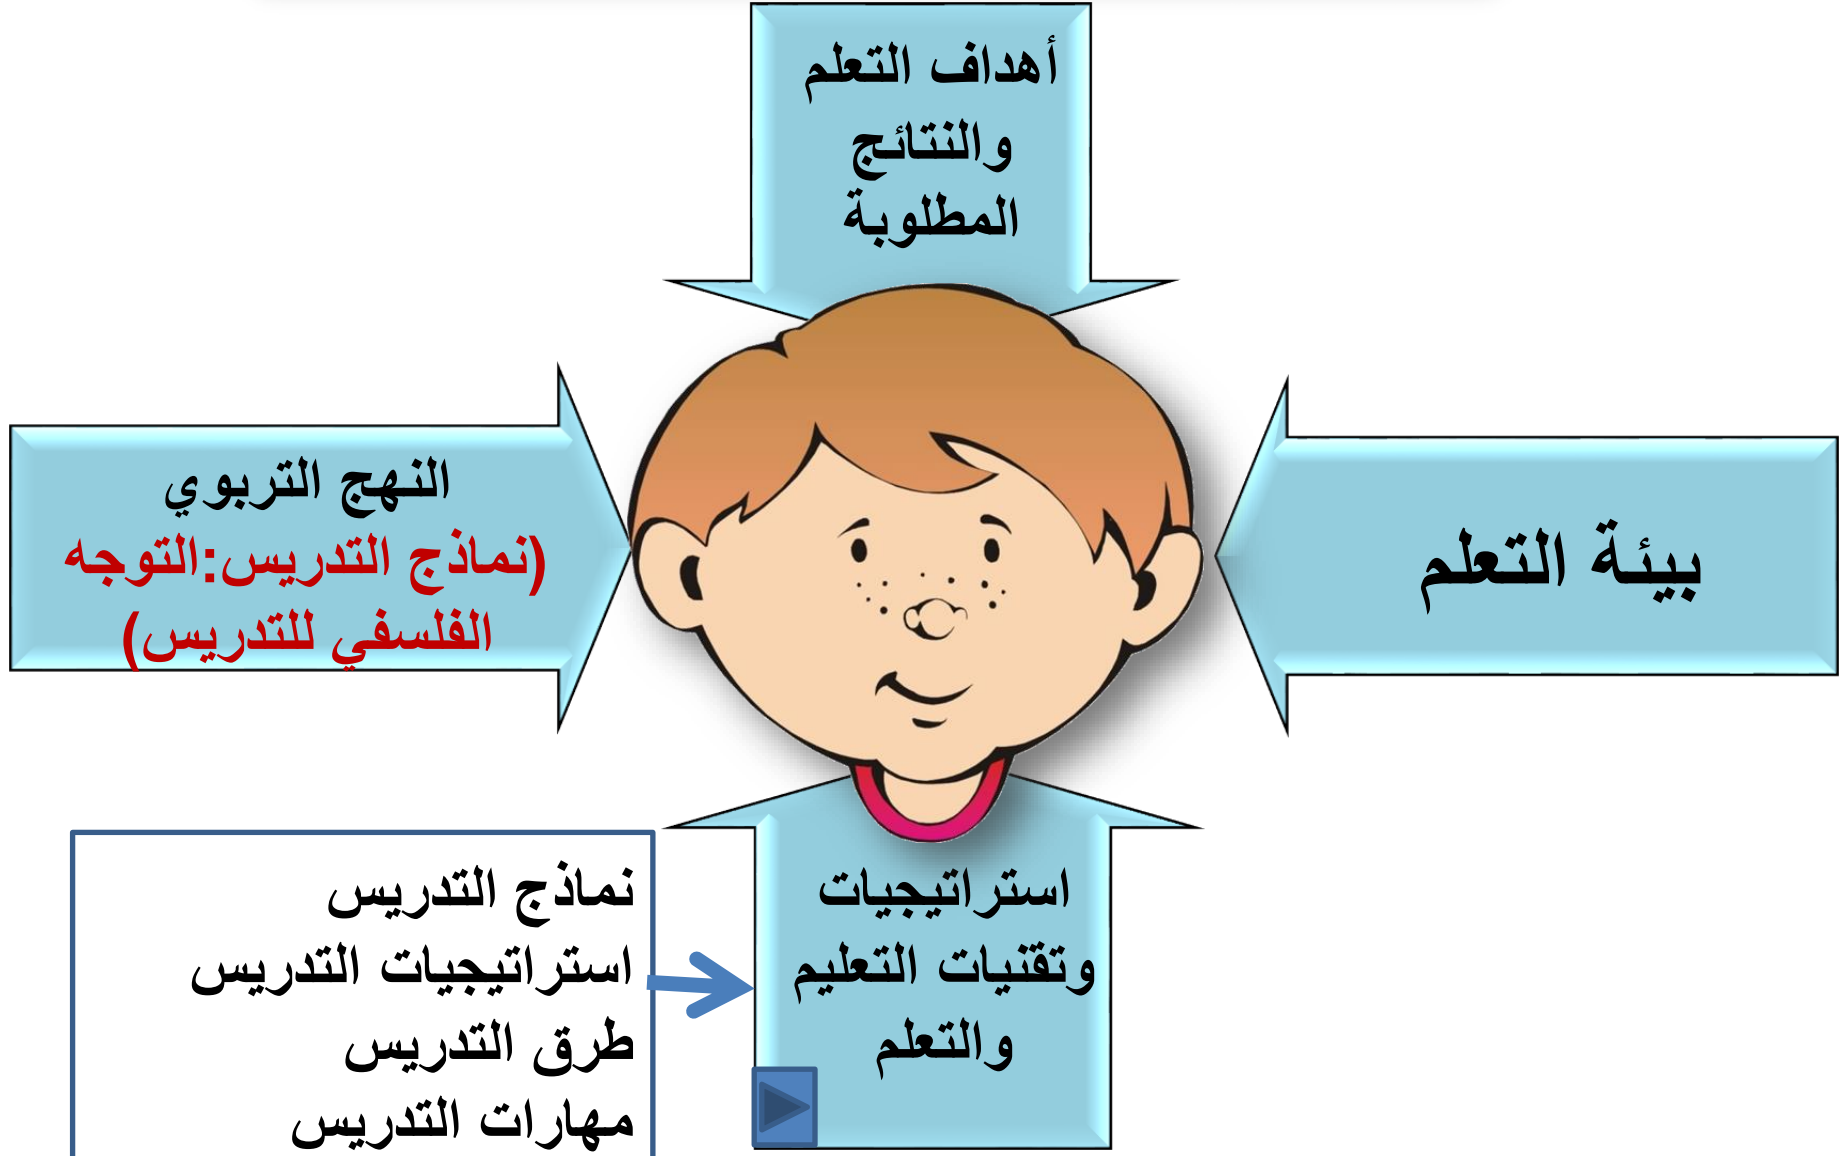 أهداف التعلم
والنتائج
المطلوبة
بيئة التعلم
النهج التربوي
(نماذج التدريس:التوجه
الفلسفي للتدريس)
استراتيجيات
وتقنيات التعليم
والتعلم
نماذج التدريس
استراتيجيات التدريس
طرق التدريس
مهارات التدريس